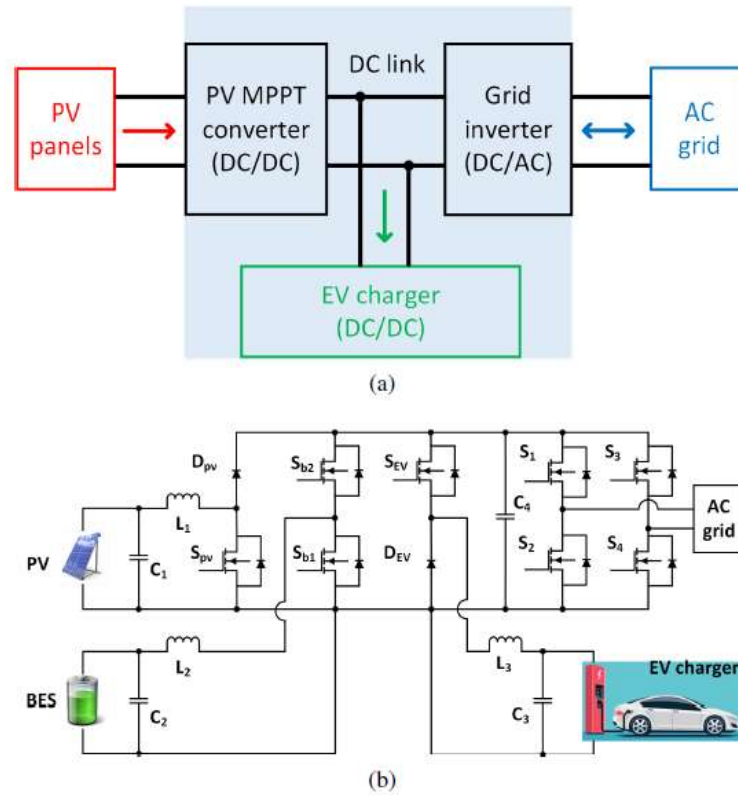 PV
panels
PV MPPT
converter
(DC/DC)
DC link
Grid
inverter
(DC/AC)
AC
grid
EV charger
(DC/DC)
(a)
Dpv
Sb2
SEV
S1
S3
L1
C4
AC
grid
PV
C1
Spv
Sb1
DEV
S2
S4
L2
L3
EV charger
BES
C2
C3
(b)